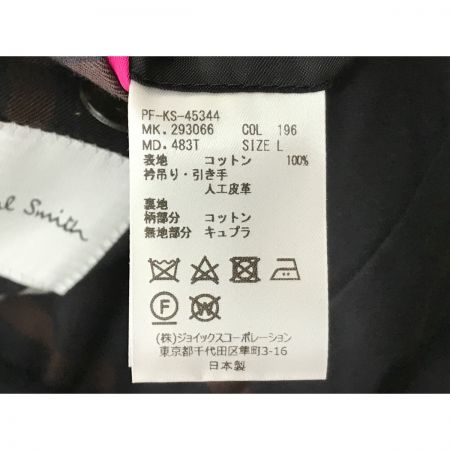 PF-KS-45344
MK. 293066 COL 196
MD. 483T SIZE L
表地 コットン 100%
衿吊り・引き手
人工皮革
裏地
柄部分 コットン
無地部分 キュプラ
F W
(株)ジョイックスコーポレーション
東京都千代田区隼町3-16
日本製
Smith